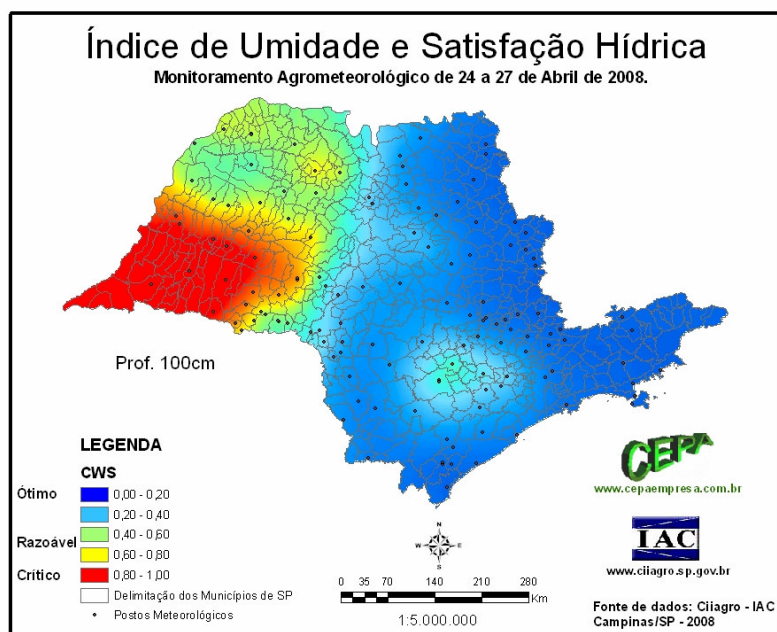 Índice de Umidade e Satisfação Hídrica
Monitoramento Agrometeorológico de 24 a 27 de Abril de 2008.
Prof. 100cm
LEGENDA
CWS
Ótimo 0,00 - 0,20
0,20 - 0,40
Razoável 0,40 - 0,60
0,60 - 0,80
Crítico 0,80 - 1,00
Delimitação dos Municípios de SP
Postos Meteorológicos
N
W E
S
0 35 70 140 210 280
Km
1:5.000.000
CEPA
www.cepaempresa.com.br
IAC
www.ciiagro.sp.gov.br
Fonte de dados: Ciiagro - IAC
Campinas/SP - 2008